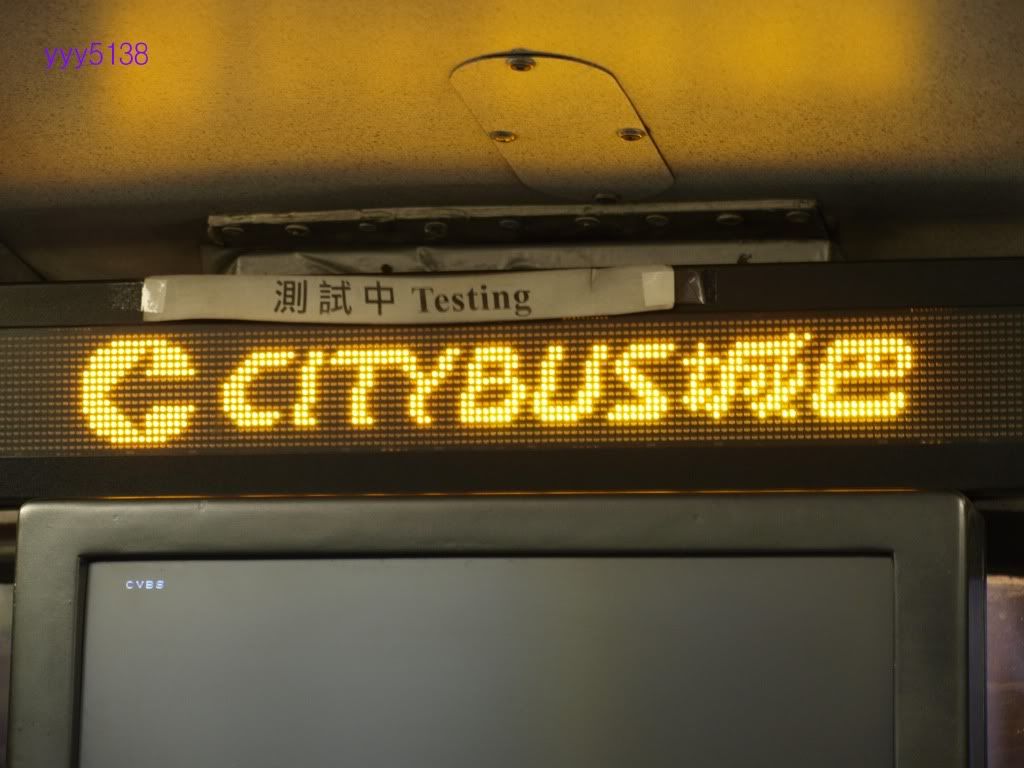 yyy5138
測試中 Testing
CITYBUS城巴
CVBS